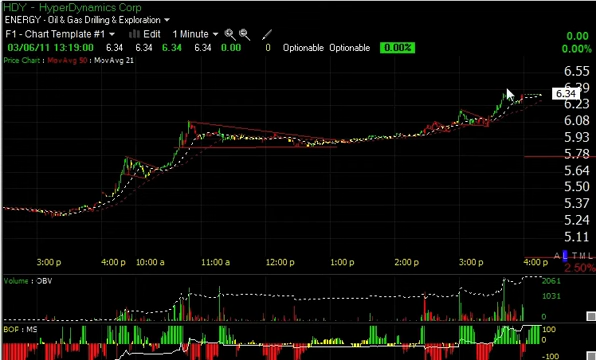 HDY - HyperDynamics Corp
ENERGY - Oil & Gas Drilling & Exploration
F1 - Chart Template #1 Edit 1 Minute
0.00
03/06/11 13:19:00 6.34 6.34 6.34 6.34 0.00 0 Optionable Optionable 0.00%
0.00%
Price Chart : MovAvg 50 : MovAvg 21
6.55
6.39
6.34
6.23
6.08
5.93
5.78
5.64
5.50
5.37
5.24
5.11
A L T M L
2.50%
3:00 p 4:00 p 10:00 a 11:00 a 12:00 p 1:00 p 2:00 p 3:00 p 4:00 p
Volume : OBV
2061
1031
0
BOP : MS
100
0
-100